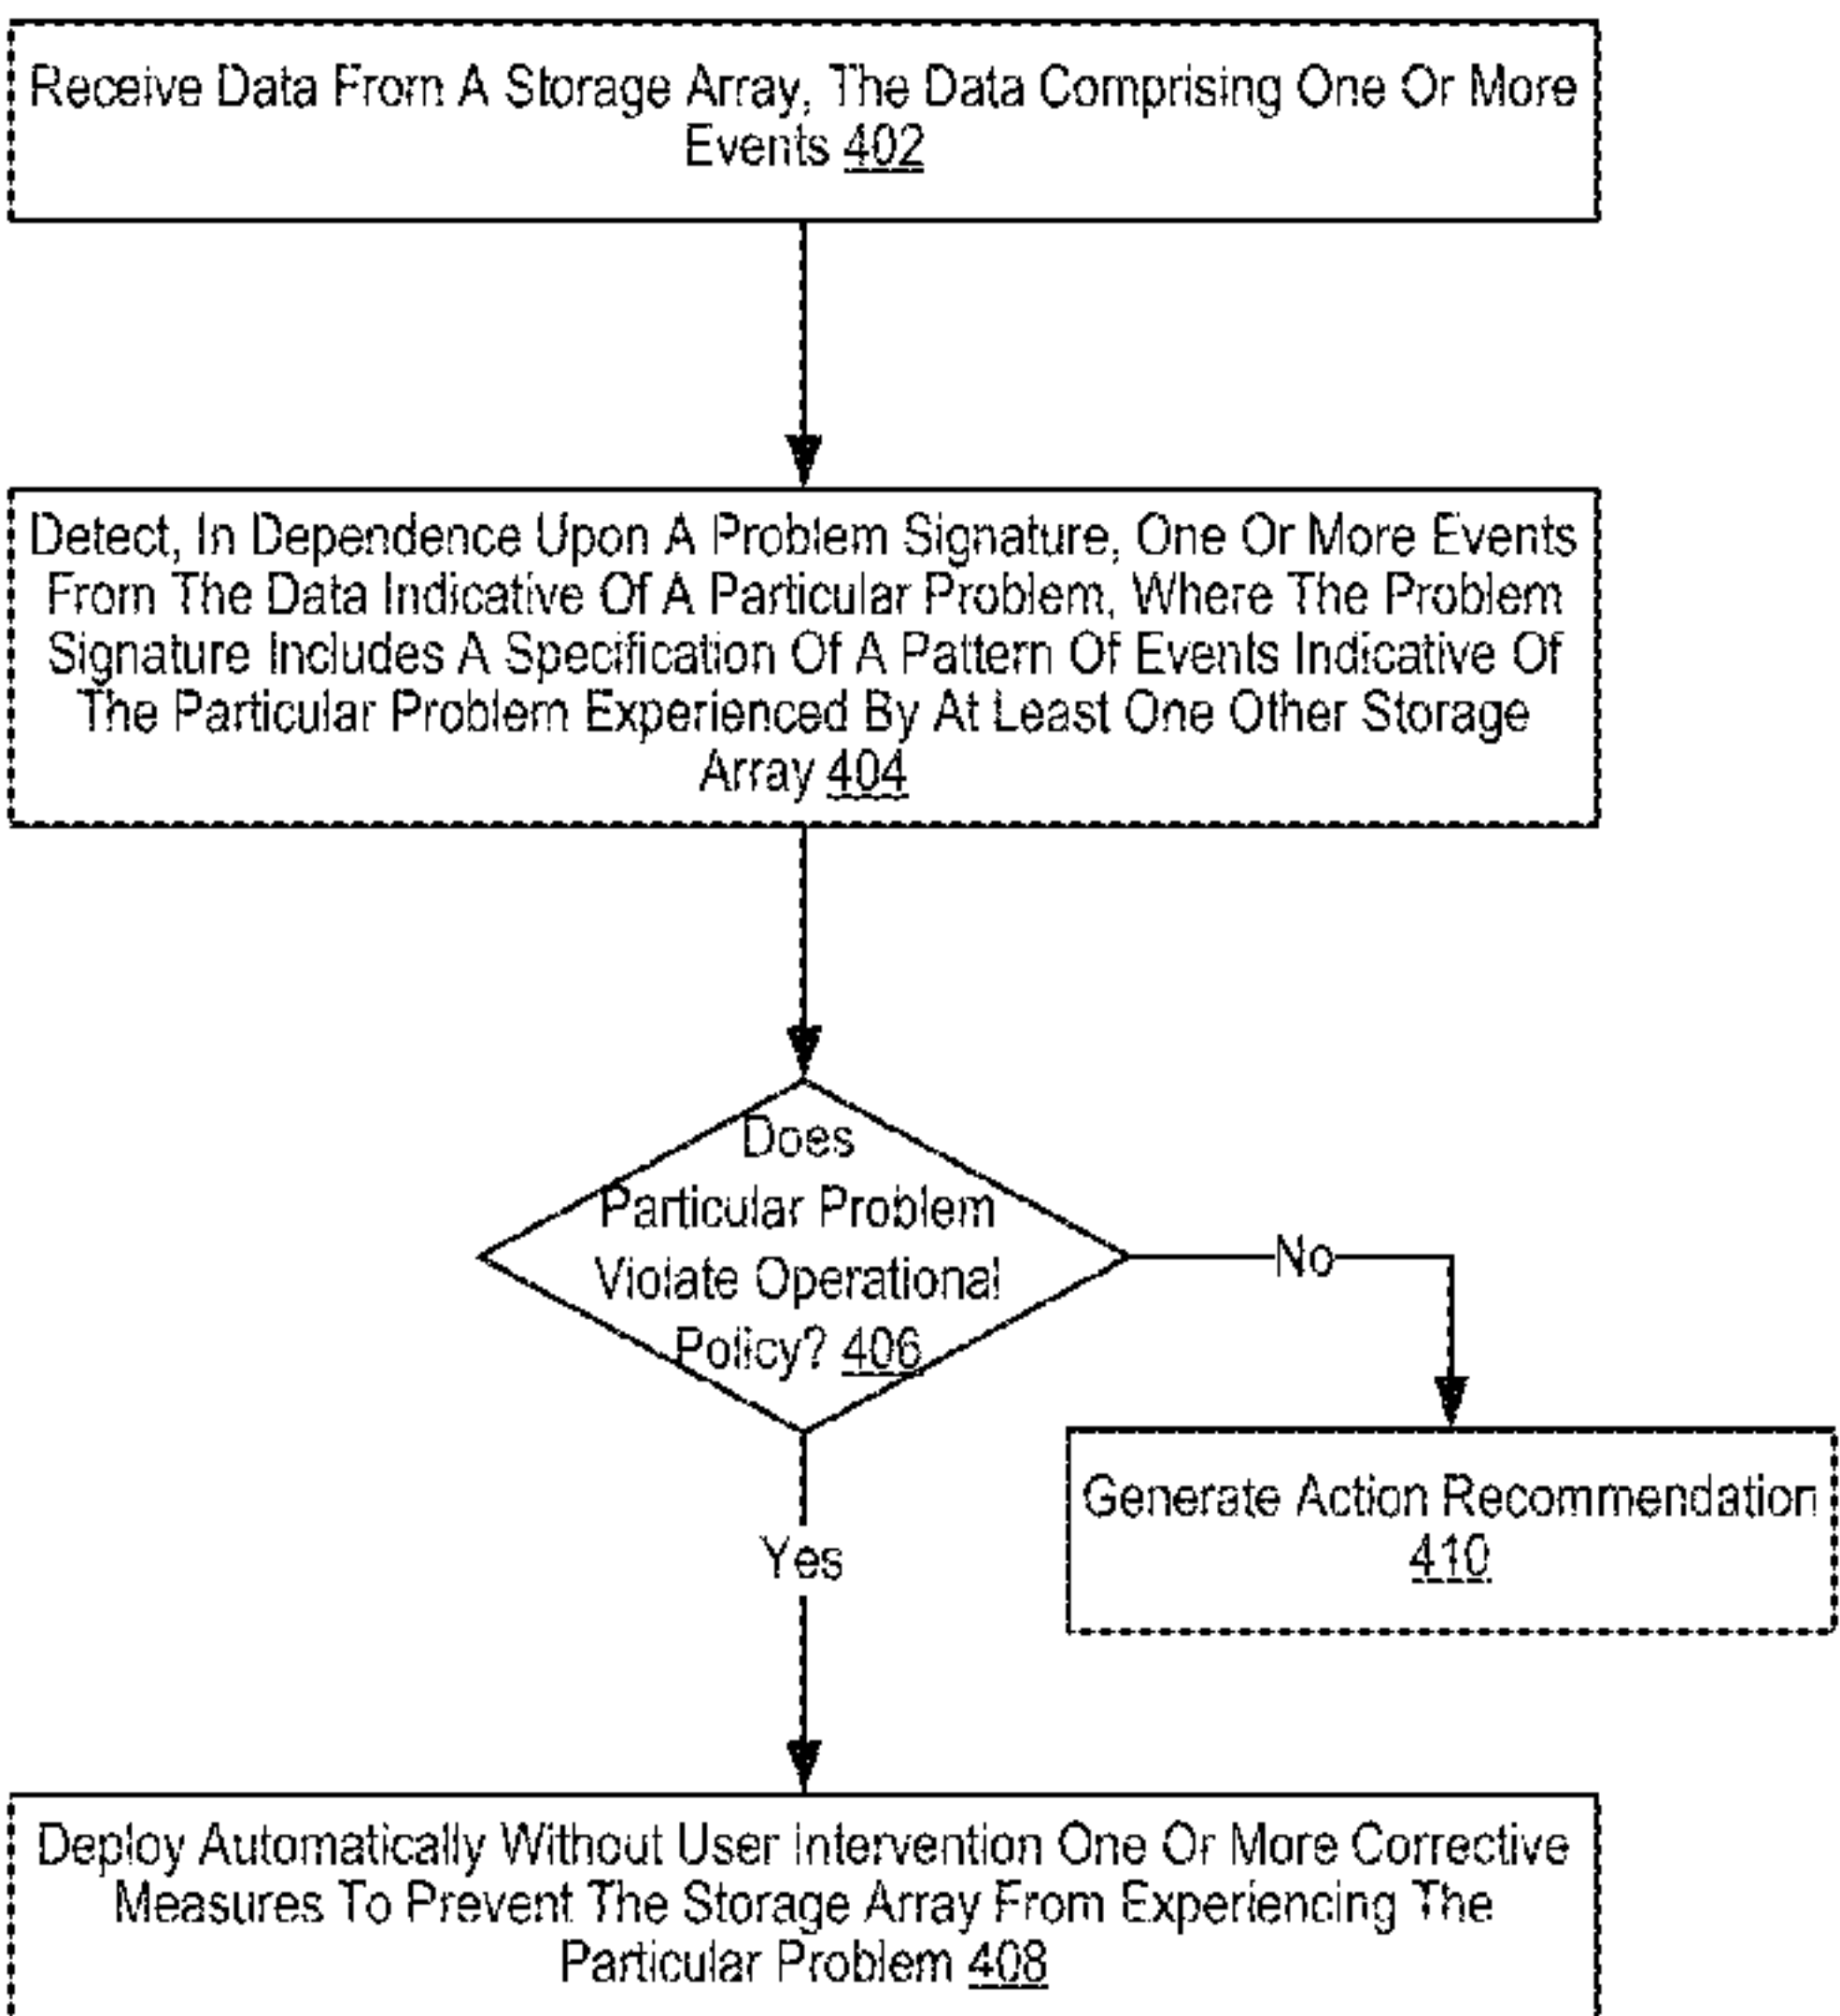 Receive Data From A Storage Array, The Data Comprising One Or More
Events 402
Detect, In Dependence Upon A Problem Signature, One Or More Events
From The Data Indicative Of A Particular Problem, Where The Problem
Signature Includes A Specification Of A Pattern Of Events Indicative Of
The Particular Problem Experienced By At Least One Other Storage
Array 404
Does
Particular Problem
Violate Operational
Policy? 406
No
Generate Action Recommendation
410
Yes
Deploy Automatically Without User Intervention One Or More Corrective
Measures To Prevent The Storage Array From Experiencing The
Particular Problem 408